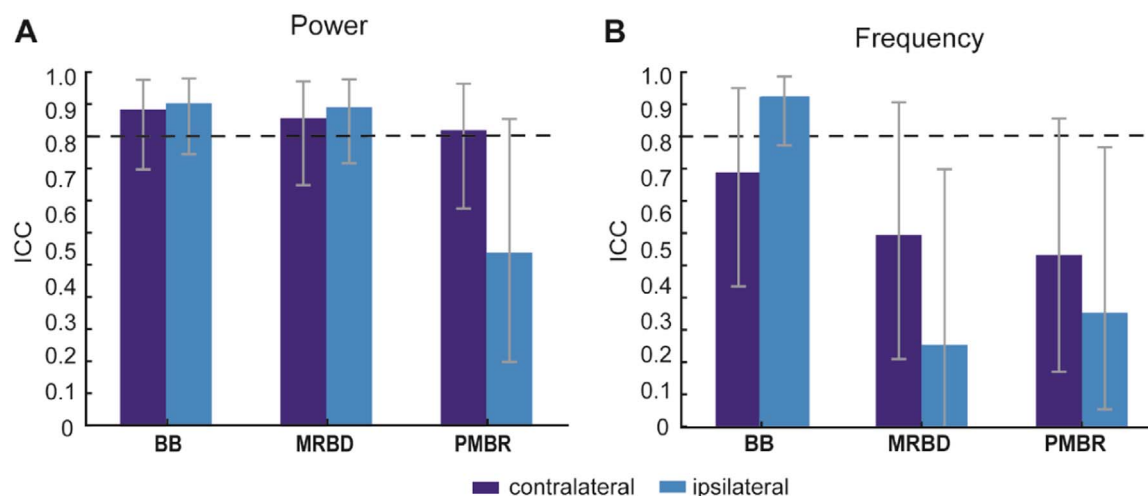 A
Power
ICC
1.0
0.9
0.8
0.7
0.6
0.5
0.4
0.3
0.2
0.1
0
BB MRBD PMBR
B
Frequency
ICC
1.0
0.9
0.8
0.7
0.6
0.5
0.4
0.3
0.2
0.1
0
BB MRBD PMBR
contralateral ipsilateral